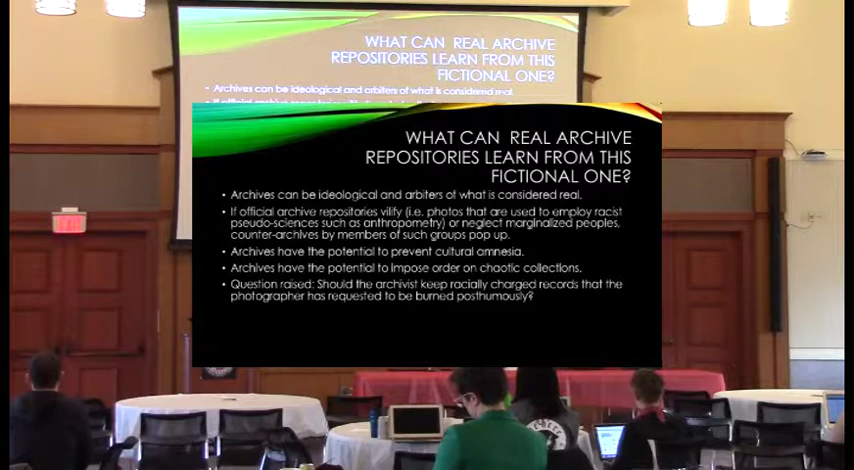 WHAT CAN REAL ARCHIVE
REPOSITORIES LEARN FROM THIS
FICTIONAL ONE?
• Archives can be ideological and arbiters of what is considered real.
WHAT CAN REAL ARCHIVE
REPOSITORIES LEARN FROM THIS
FICTIONAL ONE?
• Archives can be ideological and arbiters of what is considered real.
• If official archive repositories vilify (i.e. photos that are used to employ racist
pseudo-sciences such as anthropometry) or neglect marginalized peoples,
counter-archives by members of such groups pop up.
• Archives have the potential to prevent cultural amnesia.
• Archives have the potential to impose order on chaotic collections.
• Question raised: Should the archivist keep racially charged records that the
photographer has requested to be burned posthumously?